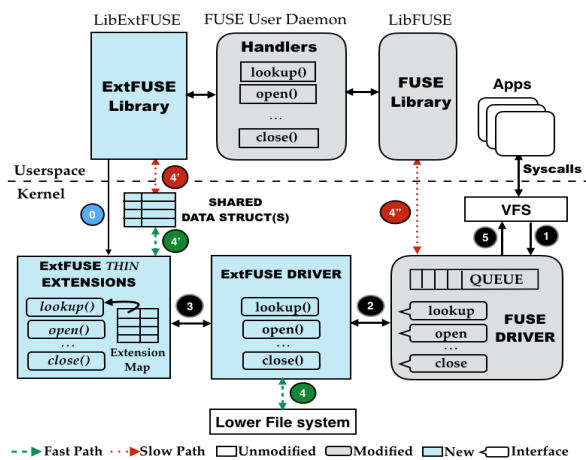 LibExtFUSE
FUSE User Daemon
LibFUSE
ExtFUSE
Library
Handlers
lookup()
open()
...
close()
FUSE
Library
Apps
Syscalls
Userspace
Kernel
0
4'
SHARED
DATA STRUCT(S)
4'
4"
VFS
5
1
ExtFUSE THIN
EXTENSIONS
lookup()
open()
...
close()
Extension
Map
3
ExtFUSE DRIVER
lookup()
open()
...
close()
2
QUEUE
lookup
open
...
close
FUSE
DRIVER
4
Lower File system
Fast Path
Slow Path
Unmodified
Modified
New
Interface